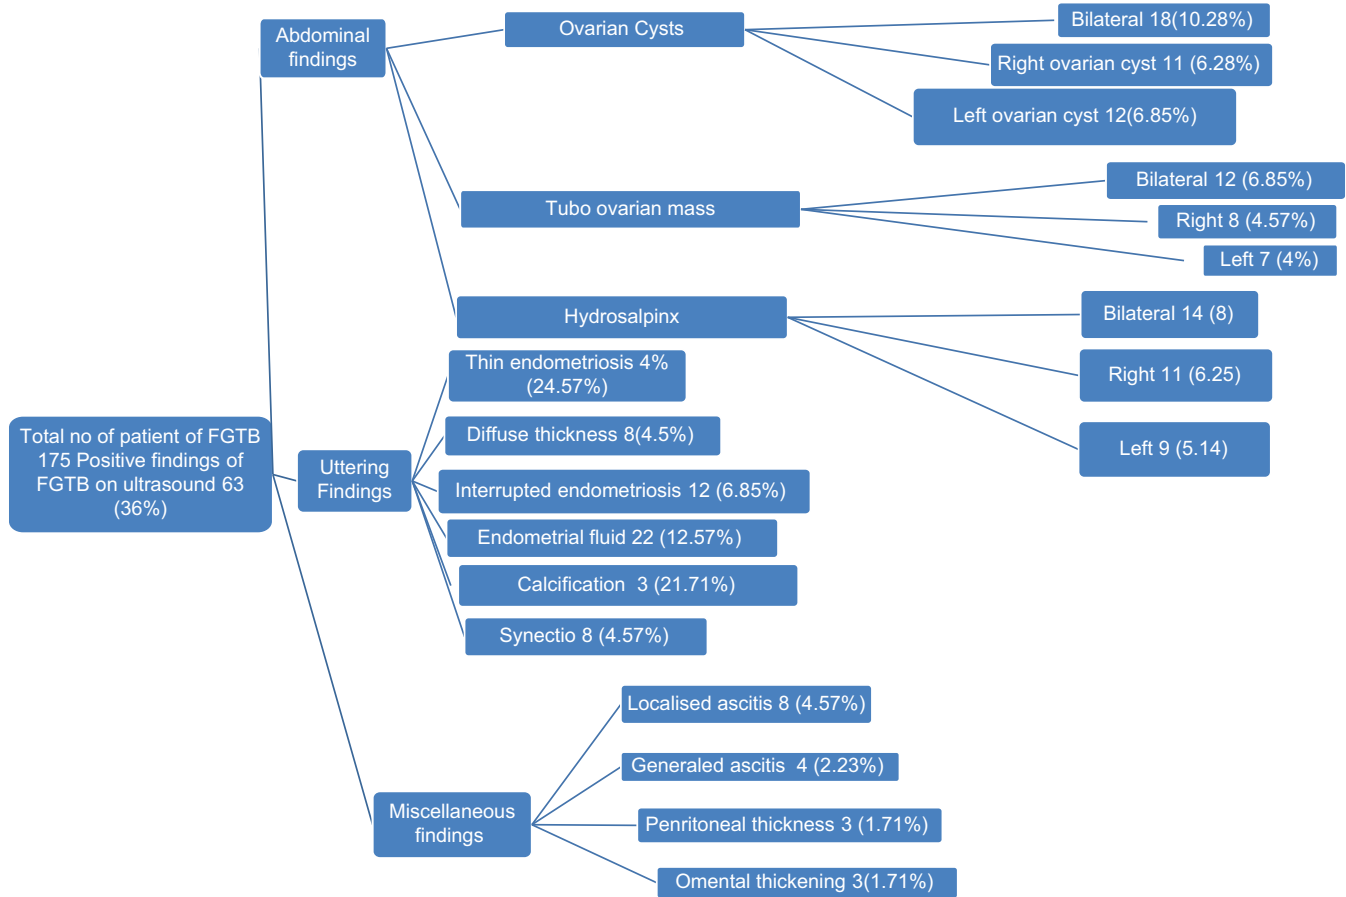 Total no of patient of FGTB
175 Positive findings of
FGTB on ultrasound 63
(36%)
Abdominal
findings
Ovarian Cysts
Bilateral 18(10.28%)
Right ovarian cyst 11 (6.28%)
Left ovarian cyst 12(6.85%)
Tubo ovarian mass
Bilateral 12 (6.85%)
Right 8 (4.57%)
Left 7 (4%)
Hydrosalpinx
Bilateral 14 (8)
Right 11 (6.25)
Left 9 (5.14)
Uttering
Findings
Thin endometriosis 4%
(24.57%)
Diffuse thickness 8(4.5%)
Interrupted endometriosis 12 (6.85%)
Endometrial fluid 22 (12.57%)
Calcification 3 (21.71%)
Synectio 8 (4.57%)
Miscellaneous
findings
Localised ascitis 8 (4.57%)
Generaled ascitis 4 (2.23%)
Penritoneal thickness 3 (1.71%)
Omental thickening 3(1.71%)